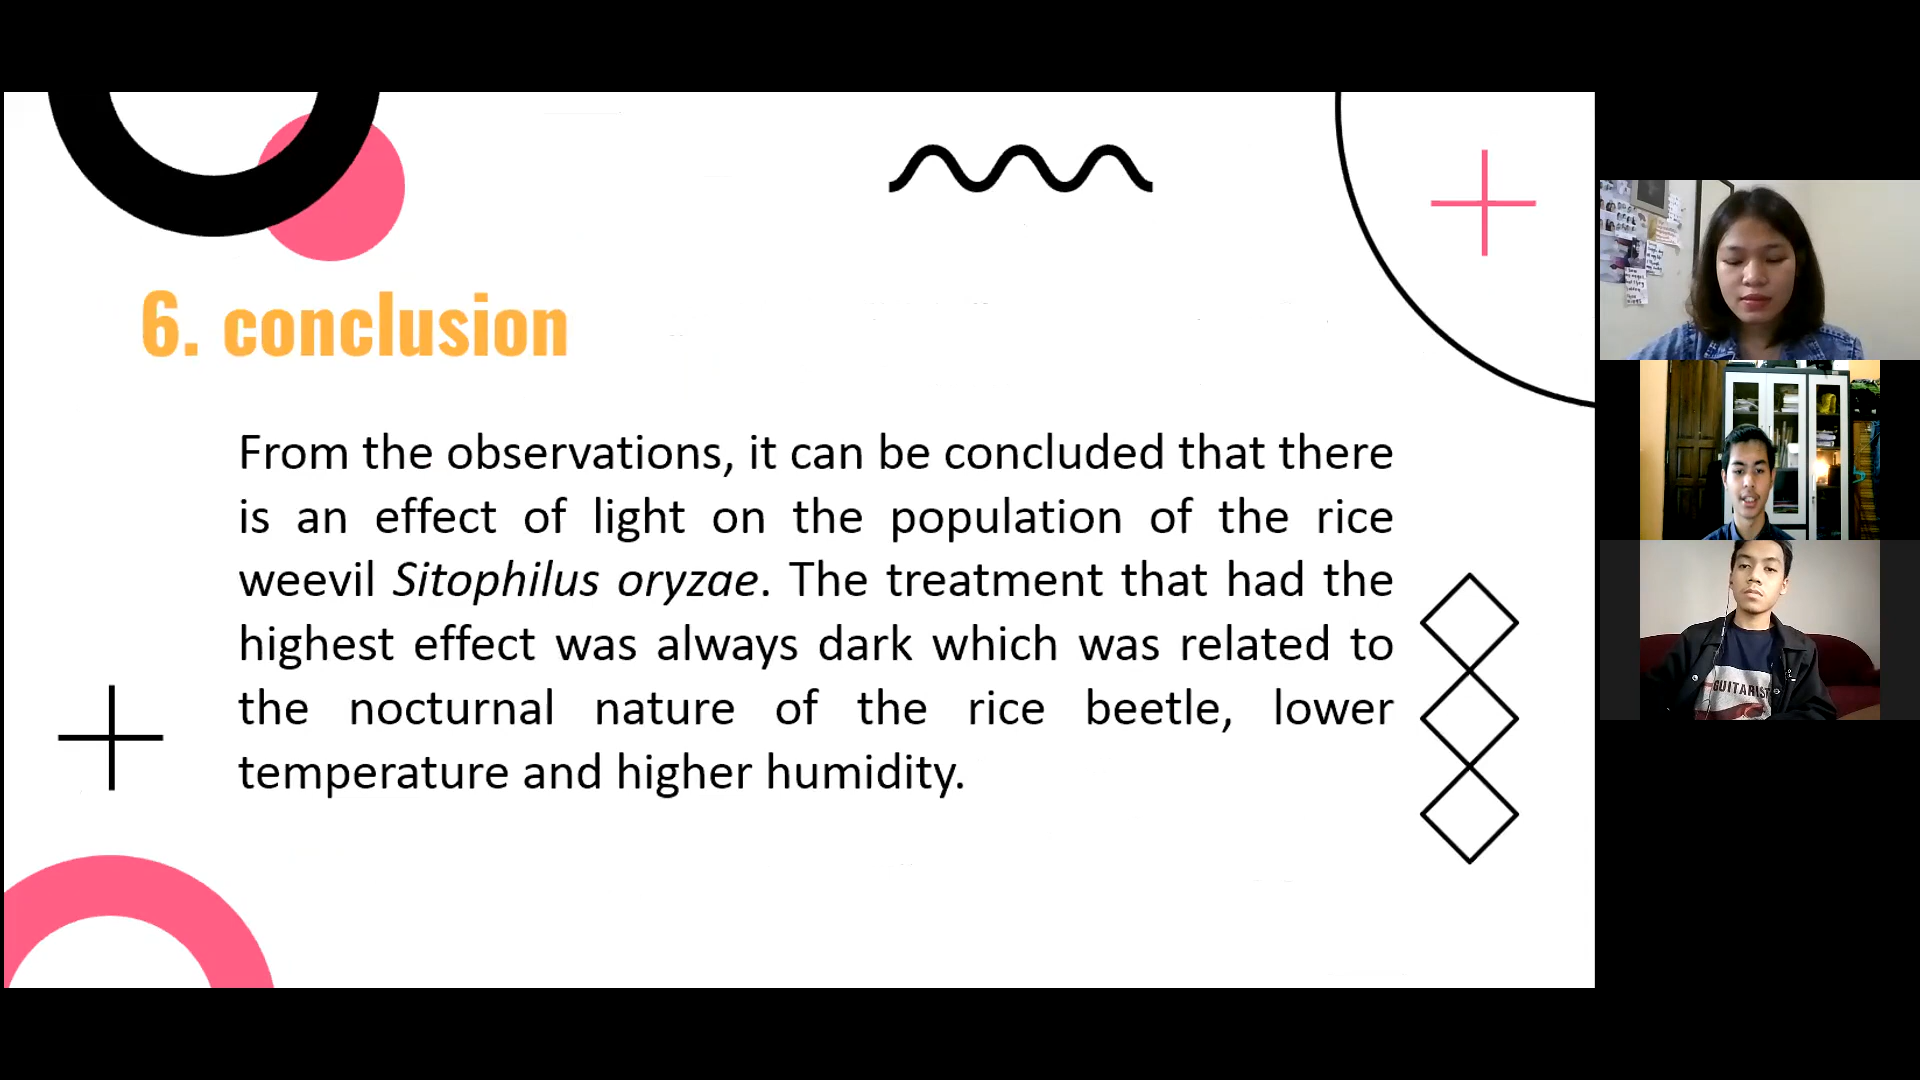 6. conclusion
From the observations, it can be concluded that there
is an effect of light on the population of the rice
weevil Sitophilus oryzae. The treatment that had the
highest effect was always dark which was related to
the nocturnal nature of the rice beetle, lower
temperature and higher humidity.
GUITARIST